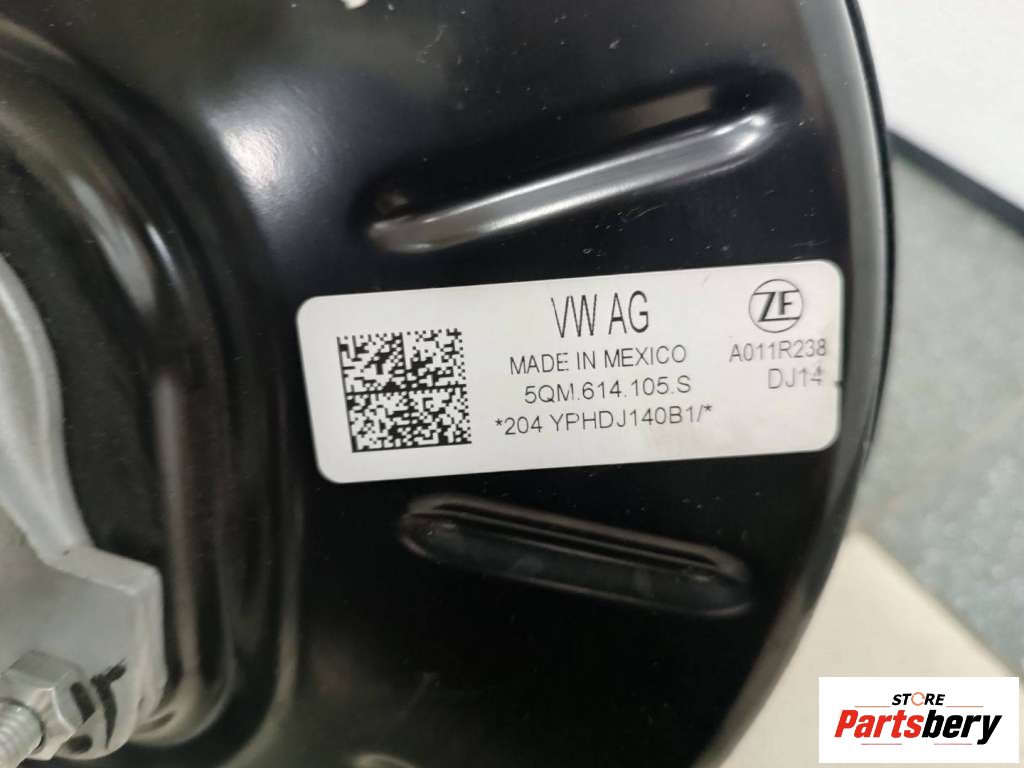 VW AG
MADE IN MEXICO
5QM.614.105.S
*204 YPHDJ140B1/*
ZF
A011R238
DJ14
STORE
Partsbery